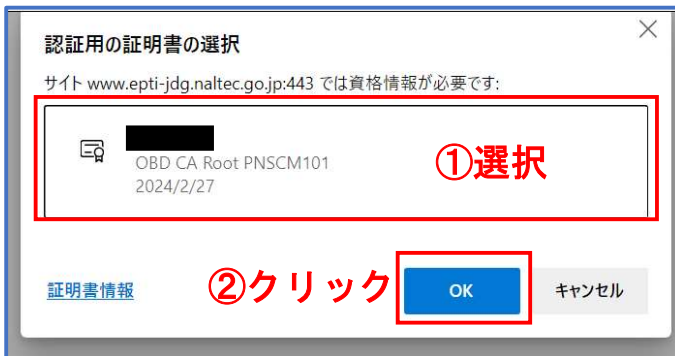 認証用の証明書の選択
サイト www.epti-jdg.naltec.go.jp:443 では資格情報が必要です:
OBD CA Root PNSCM101
①選択
2024/2/27
証明書情報
②クリック
OK
キャンセル